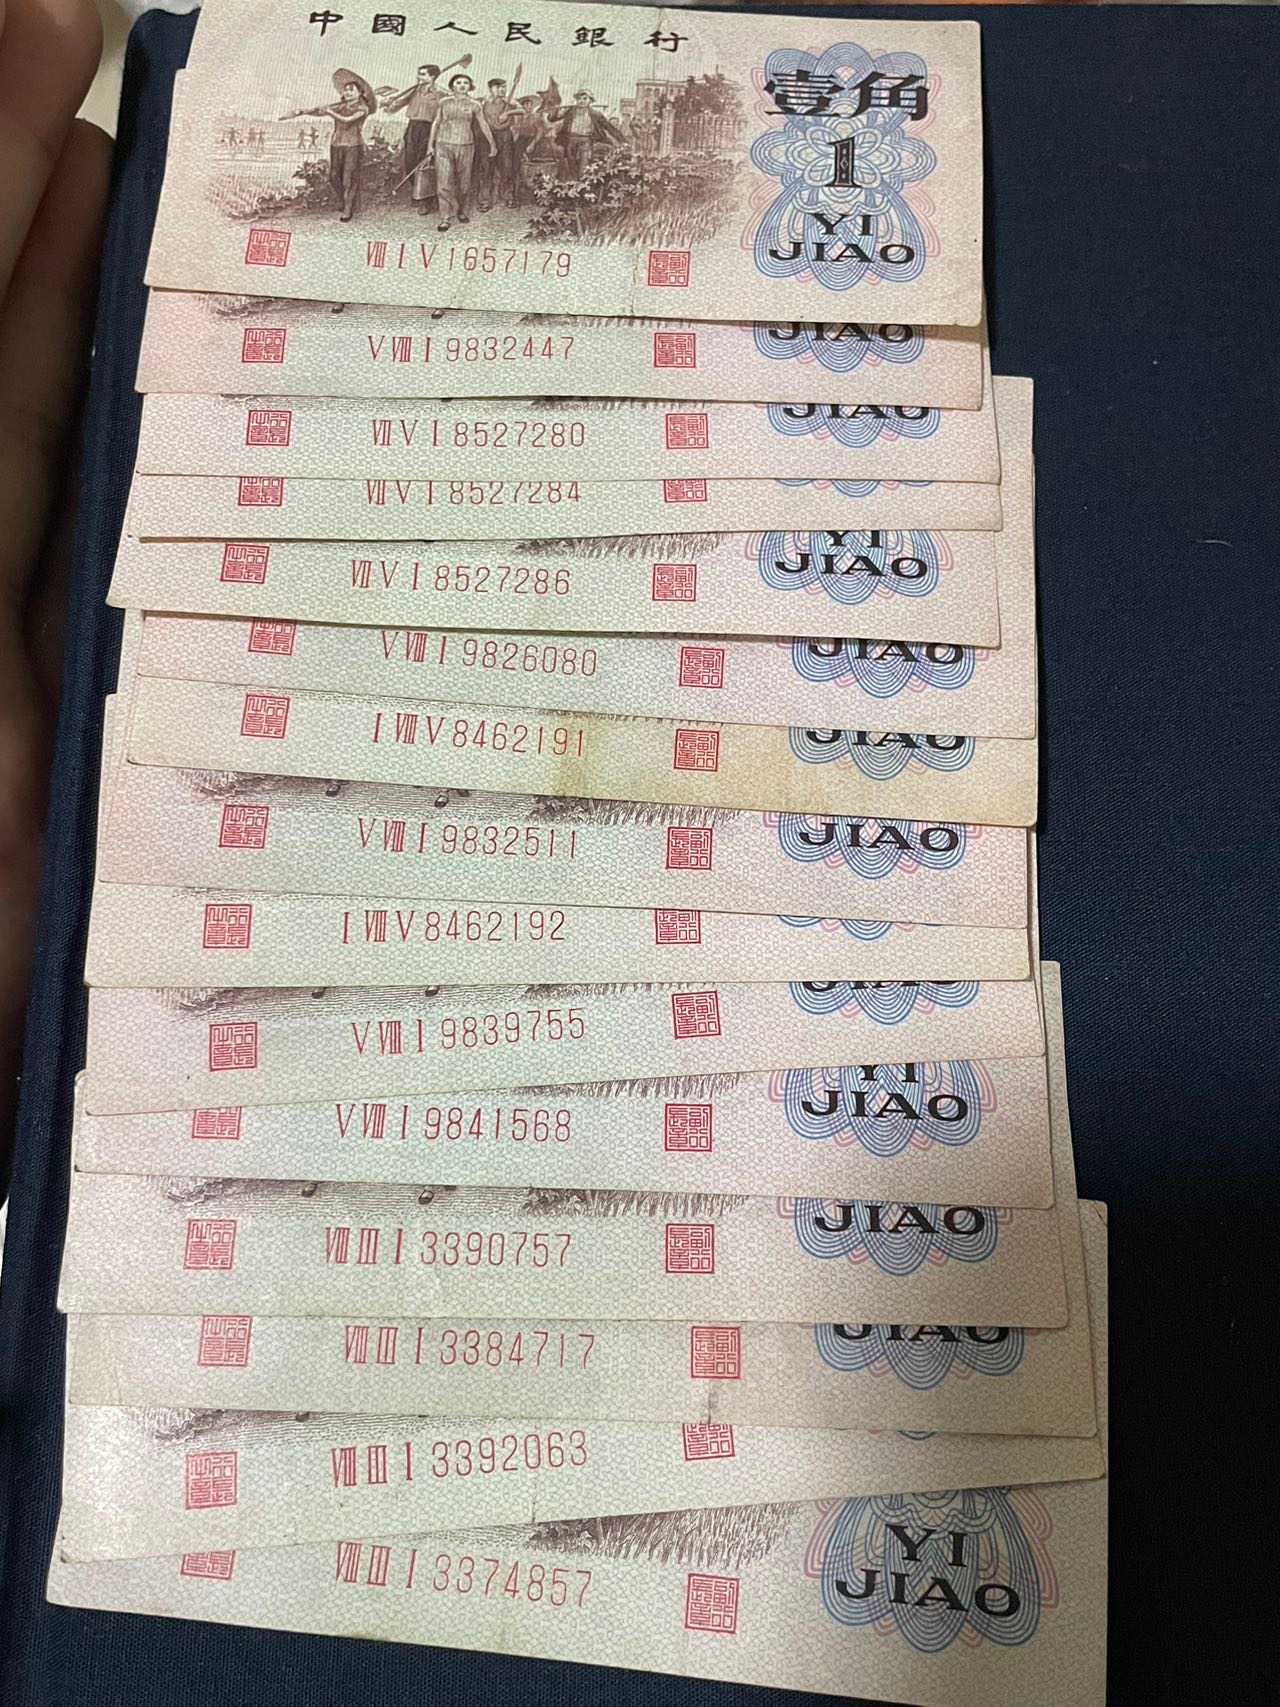 中國人民銀行
壹角
1
YI
JIAO
VIII I V 1657179
JIAO
V VIII I 9832447
JIAO
VII V I 8527280
VII V I 8527284
YI
JIAO
VII V I 8527286
JIAO
V VIII I 9826080
JIAO
I VIII V 8462191
JIAO
V VIII I 9832511
I VIII V 8462192
JIAO
V VIII I 9839755
YI
JIAO
V VIII I 9841568
JIAO
VIII III I 3390757
JIAO
VIII III I 3384717
VIII III I 3392063
YI
JIAO
VIII III I 3374857